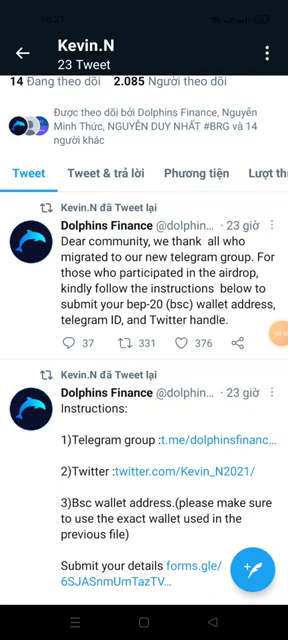 18:21
Kevin.N
23 Tweet
14 Đang theo dõi 2.085 Người theo dõi
Được theo dõi bởi Dolphins Finance, Nguyễn
Minh Thức, NGUYỄN DUY NHẤT #BRG và 14
người khác
Tweet Tweet & trả lời Phương tiện Lượt th
Kevin.N đã Tweet lại
Dolphins Finance @dolphin... · 23 giờ
Dear community, we thank all who
migrated to our new telegram group. For
those who participated in the airdrop,
kindly follow the instructions below to
submit your bep-20 (bsc) wallet address,
telegram ID, and Twitter handle.
37 331 376
Kevin.N đã Tweet lại
Dolphins Finance @dolphin... · 23 giờ
Instructions:
1)Telegram group :t.me/dolphinsfinanc...
2)Twitter :twitter.com/Kevin_N2021/
3)Bsc wallet address.(please make sure
to use the exact wallet used in the
previous file)
Submit your details forms.gle/
6SJASnmUmTazTV...